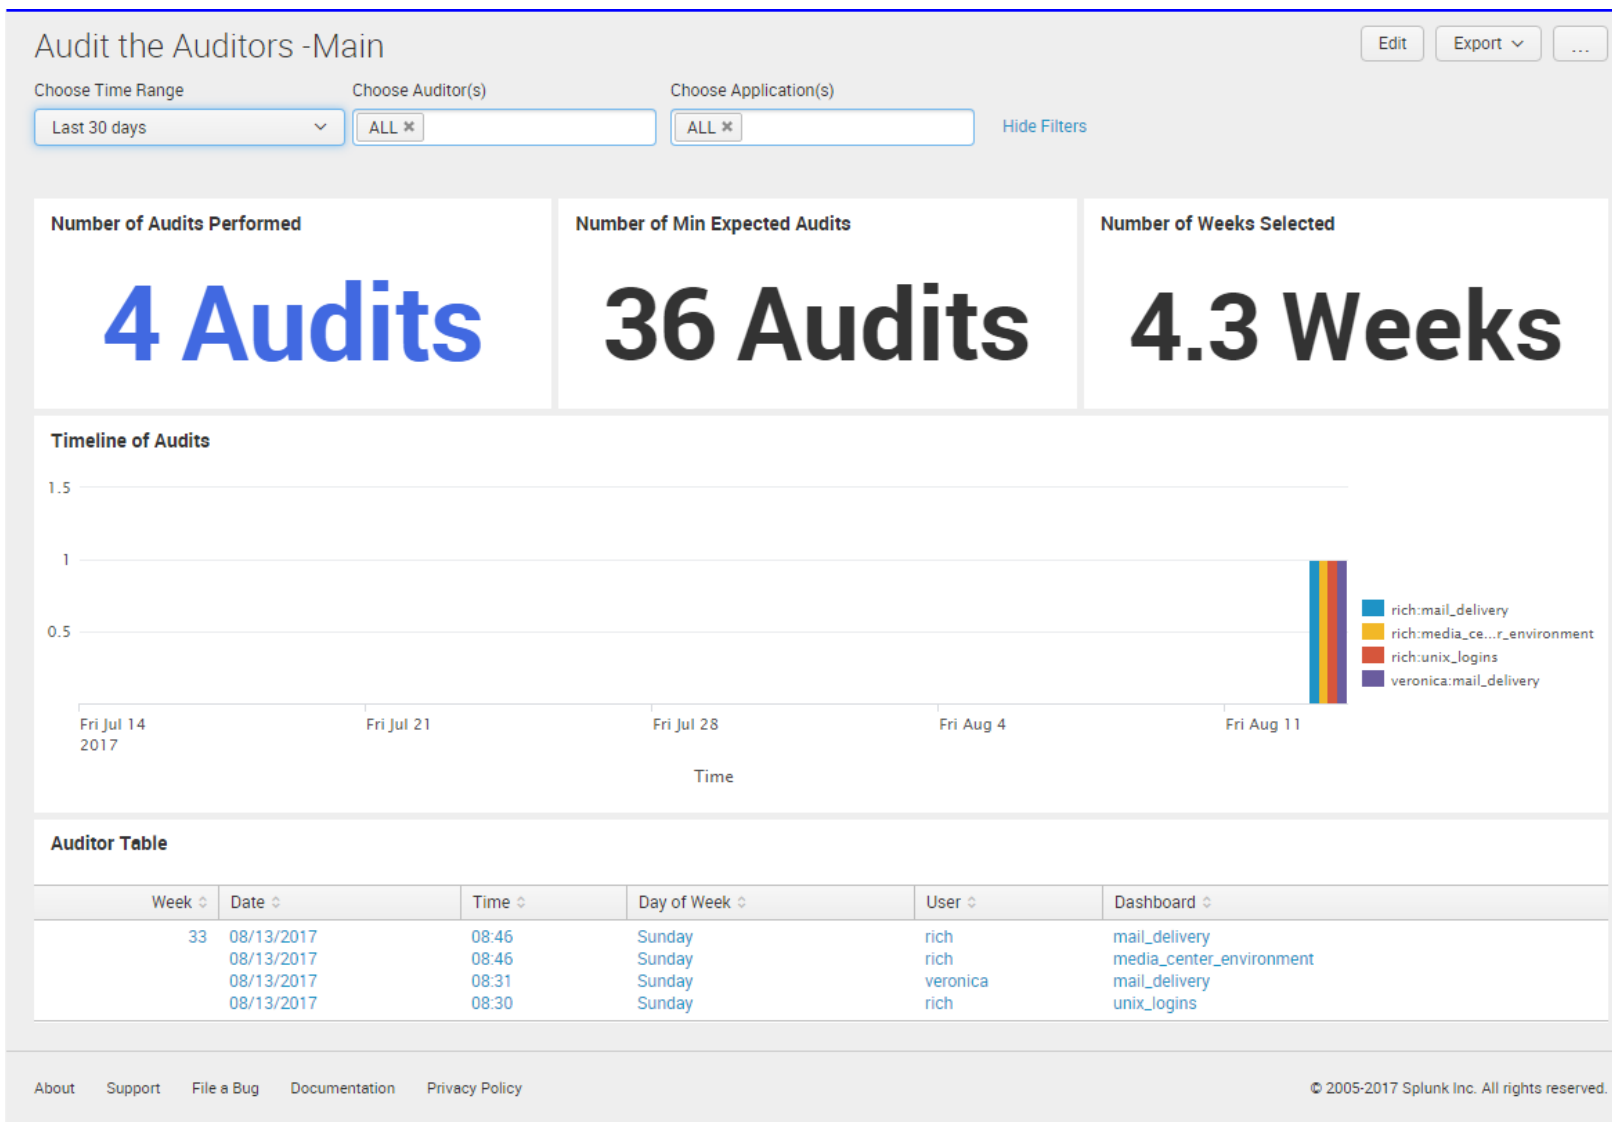 Audit the Auditors -Main
Edit Export ...
Choose Time Range Choose Auditor(s) Choose Application(s)
Last 30 days ALL ✖ ALL ✖ Hide Filters
Number of Audits Performed Number of Min Expected Audits Number of Weeks Selected
4 Audits 36 Audits 4.3 Weeks
Timeline of Audits
1.5
1
0.5
rich:mail_delivery
rich:media_ce...r_environment
rich:unix_logins
veronica:mail_delivery
Fri Jul 14 Fri Jul 21 Fri Jul 28 Fri Aug 4 Fri Aug 11
2017
Time
Auditor Table
Week Date Time Day of Week User Dashboard
33 08/13/2017 08:46 Sunday rich mail_delivery
08/13/2017 08:46 Sunday rich media_center_environment
08/13/2017 08:31 Sunday veronica mail_delivery
08/13/2017 08:30 Sunday rich unix_logins
About Support File a Bug Documentation Privacy Policy © 2005-2017 Splunk Inc. All rights reserved.